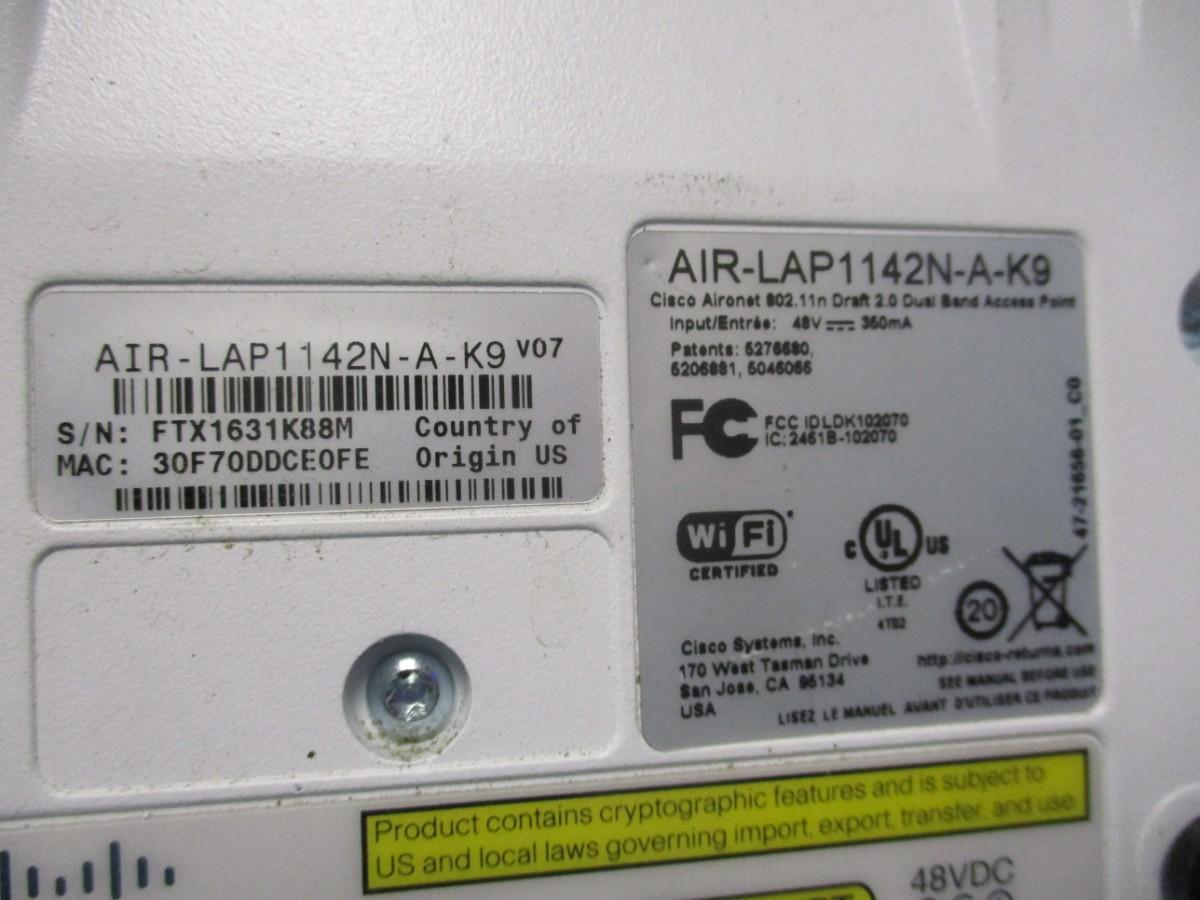 AIR-LAP1142N-A-K9 V07
S/N: FTX1631K88M
MAC: 30F70DDCE0FE
Country of
Origin US
AIR-LAP1142N-A-K9
Cisco Aironet 802.11n Draft 2.0 Dual Band Access Point
Input/Entrée: 48V 350mA
Patents: 5276680,
5206881, 5046066
FC FCC ID LDK102070
IC: 2461B-102070
47-21656-01_C0
Wi Fi
CERTIFIED
C UL US
LISTED
I.T.E.
4TB2
20
Cisco Systems, Inc.
170 West Tasman Drive
San Jose, CA 95134
USA
http://cisco-returns.com
SEE MANUAL BEFORE USE
LISEZ LE MANUEL AVANT D'UTILISER CE PRODUIT
Product contains cryptographic features and is subject to
US and local laws governing import, export, transfer, and use.
48VDC